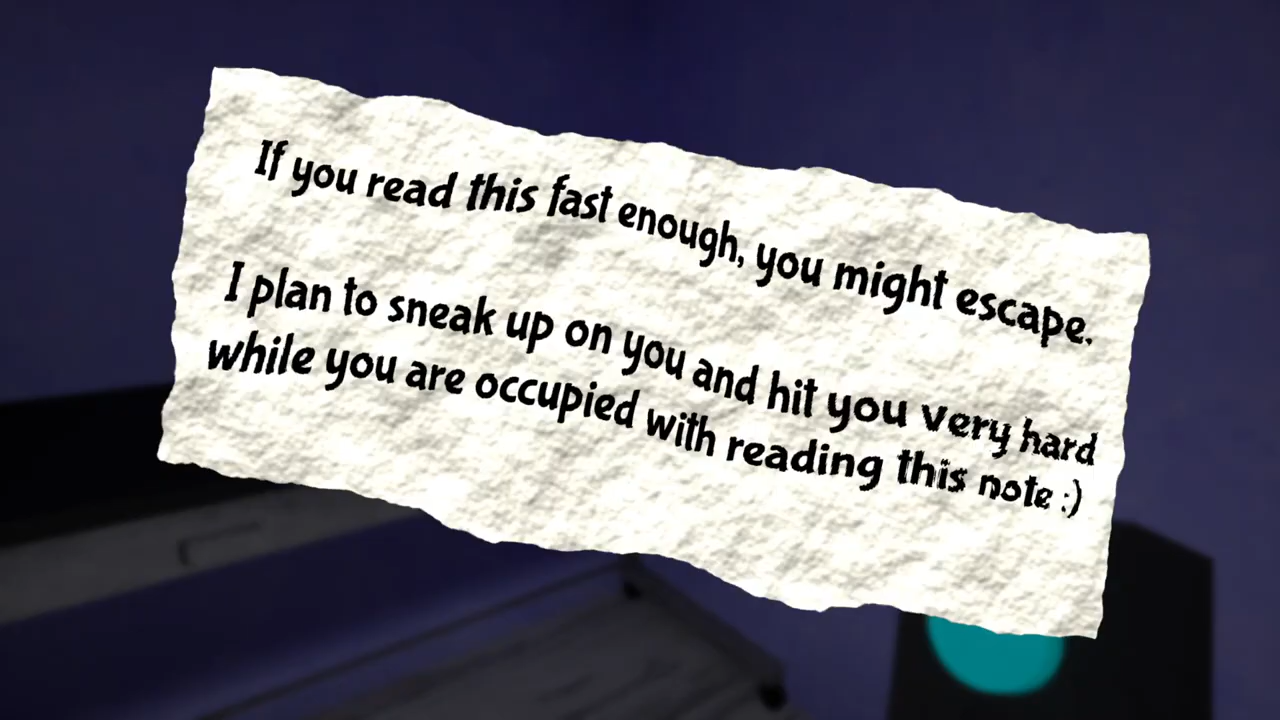 If you read this fast enough, you might escape.
I plan to sneak up on you and hit you very hard
while you are occupied with reading this note :)